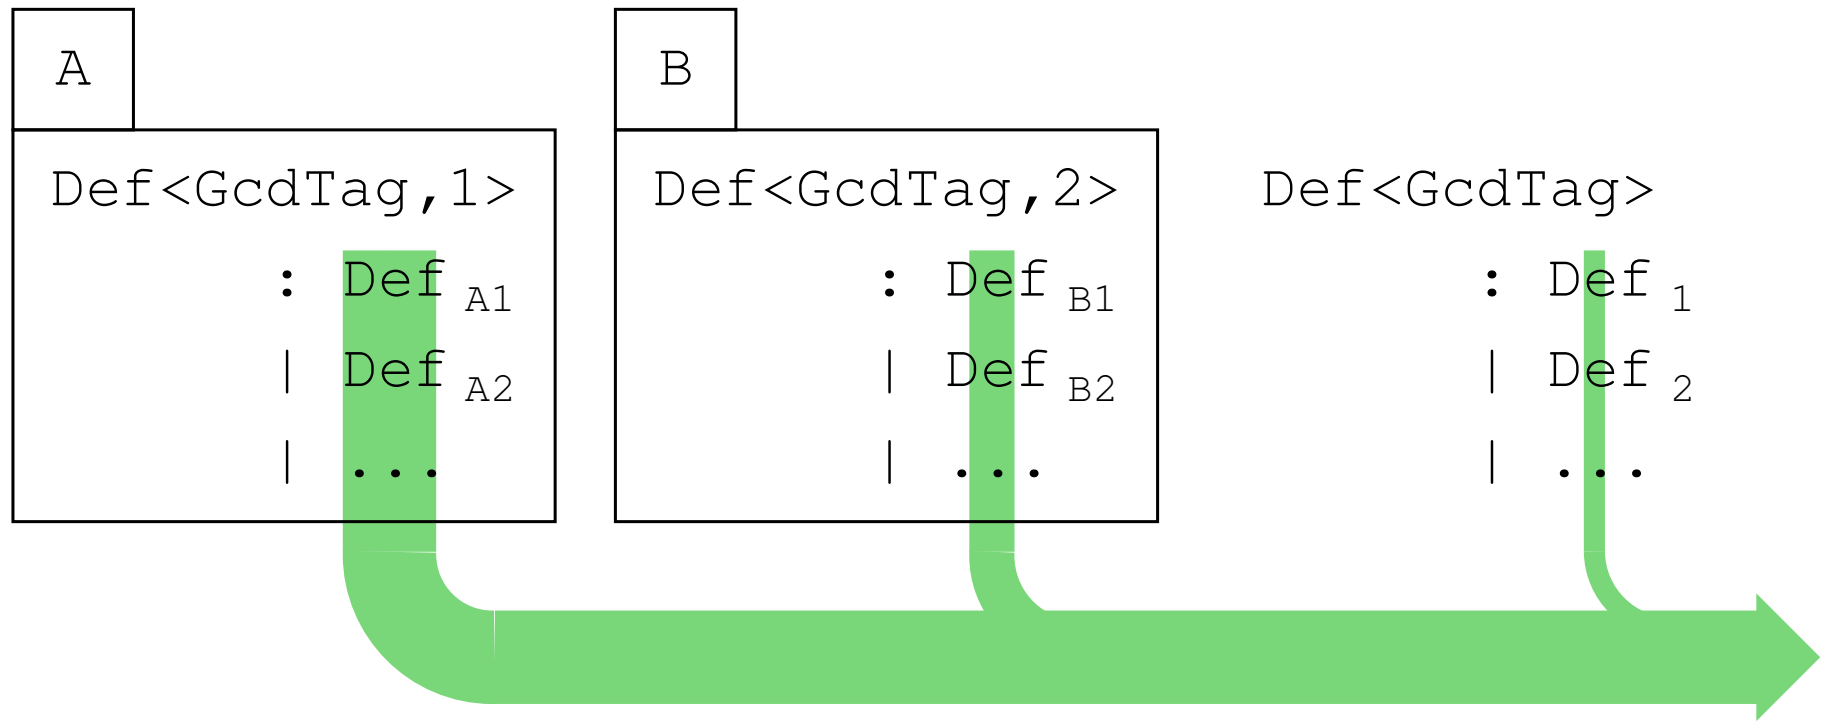 A B
Def<GcdTag,1> Def<GcdTag,2> Def<GcdTag>
: Def A1 : Def B1 : Def 1
| Def A2 | Def B2 | Def 2
| ... | ... | ...